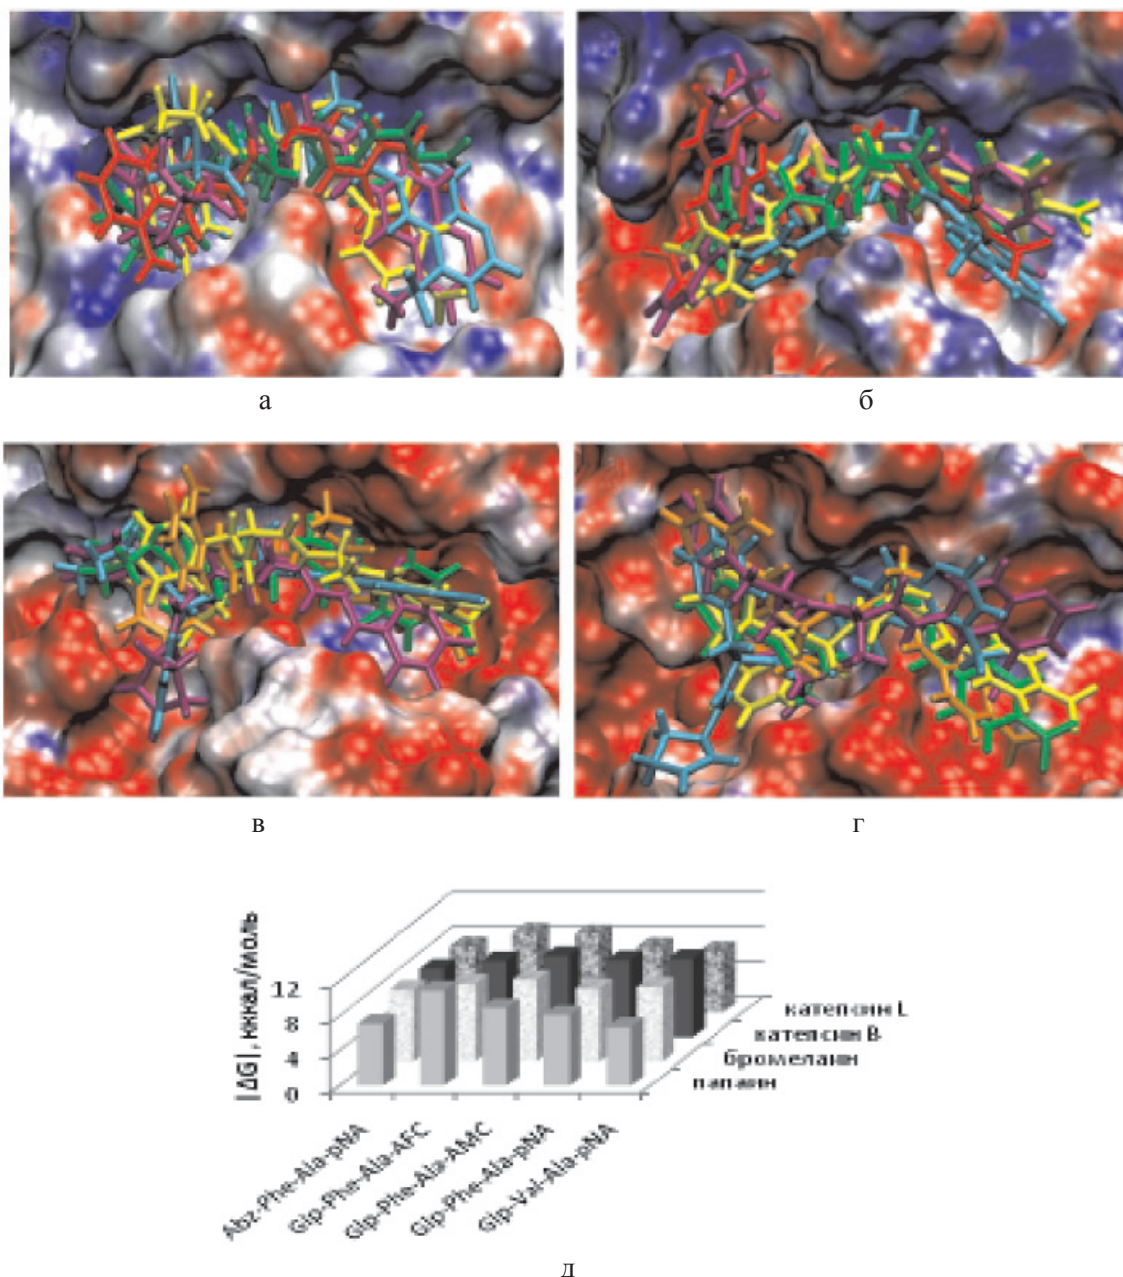 а
б
в
г
|ΔG|, ккал/моль
12
8
4
0
катепсин L
катепсин B
бромелаин
папаин
Abz-Phe-Ala-pNA
Glp-Phe-Ala-AFC
Glp-Phe-Ala-AMC
Glp-Phe-Ala-pNA
Glp-Val-Ala-pNA
д